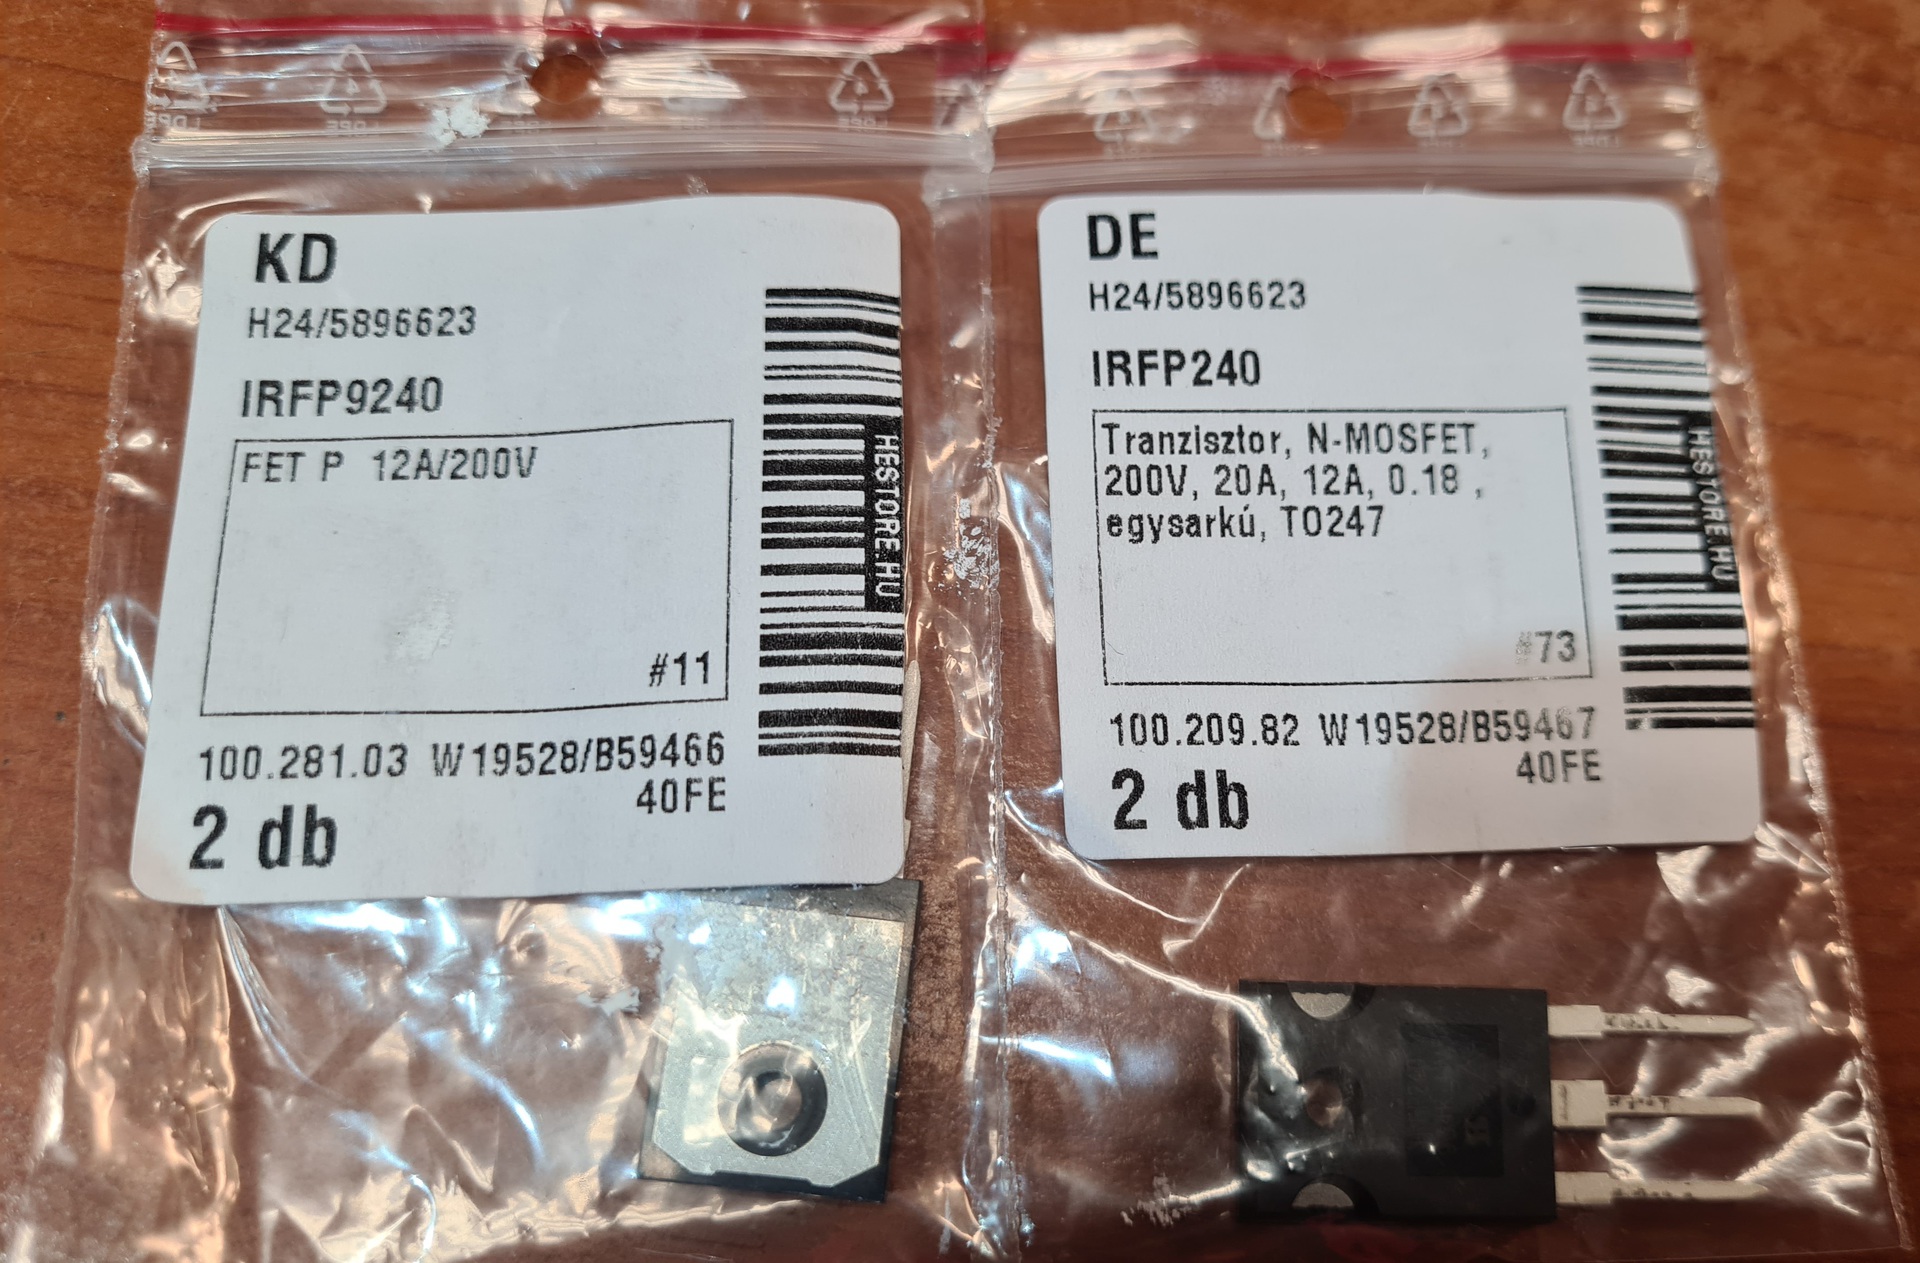 KD
H24/5896623
IRFP9240
FET P 12A/200V
#11
HESTORE.HU
100.281.03 W19528/B59466
40FE
2 db
DE
H24/5896623
IRFP240
Tranzisztor, N-MOSFET,
200V, 20A, 12A, 0.18 ,
egysarkú, TO247
#73
HESTORE.HU
100.209.82 W19528/B59467
40FE
2 db